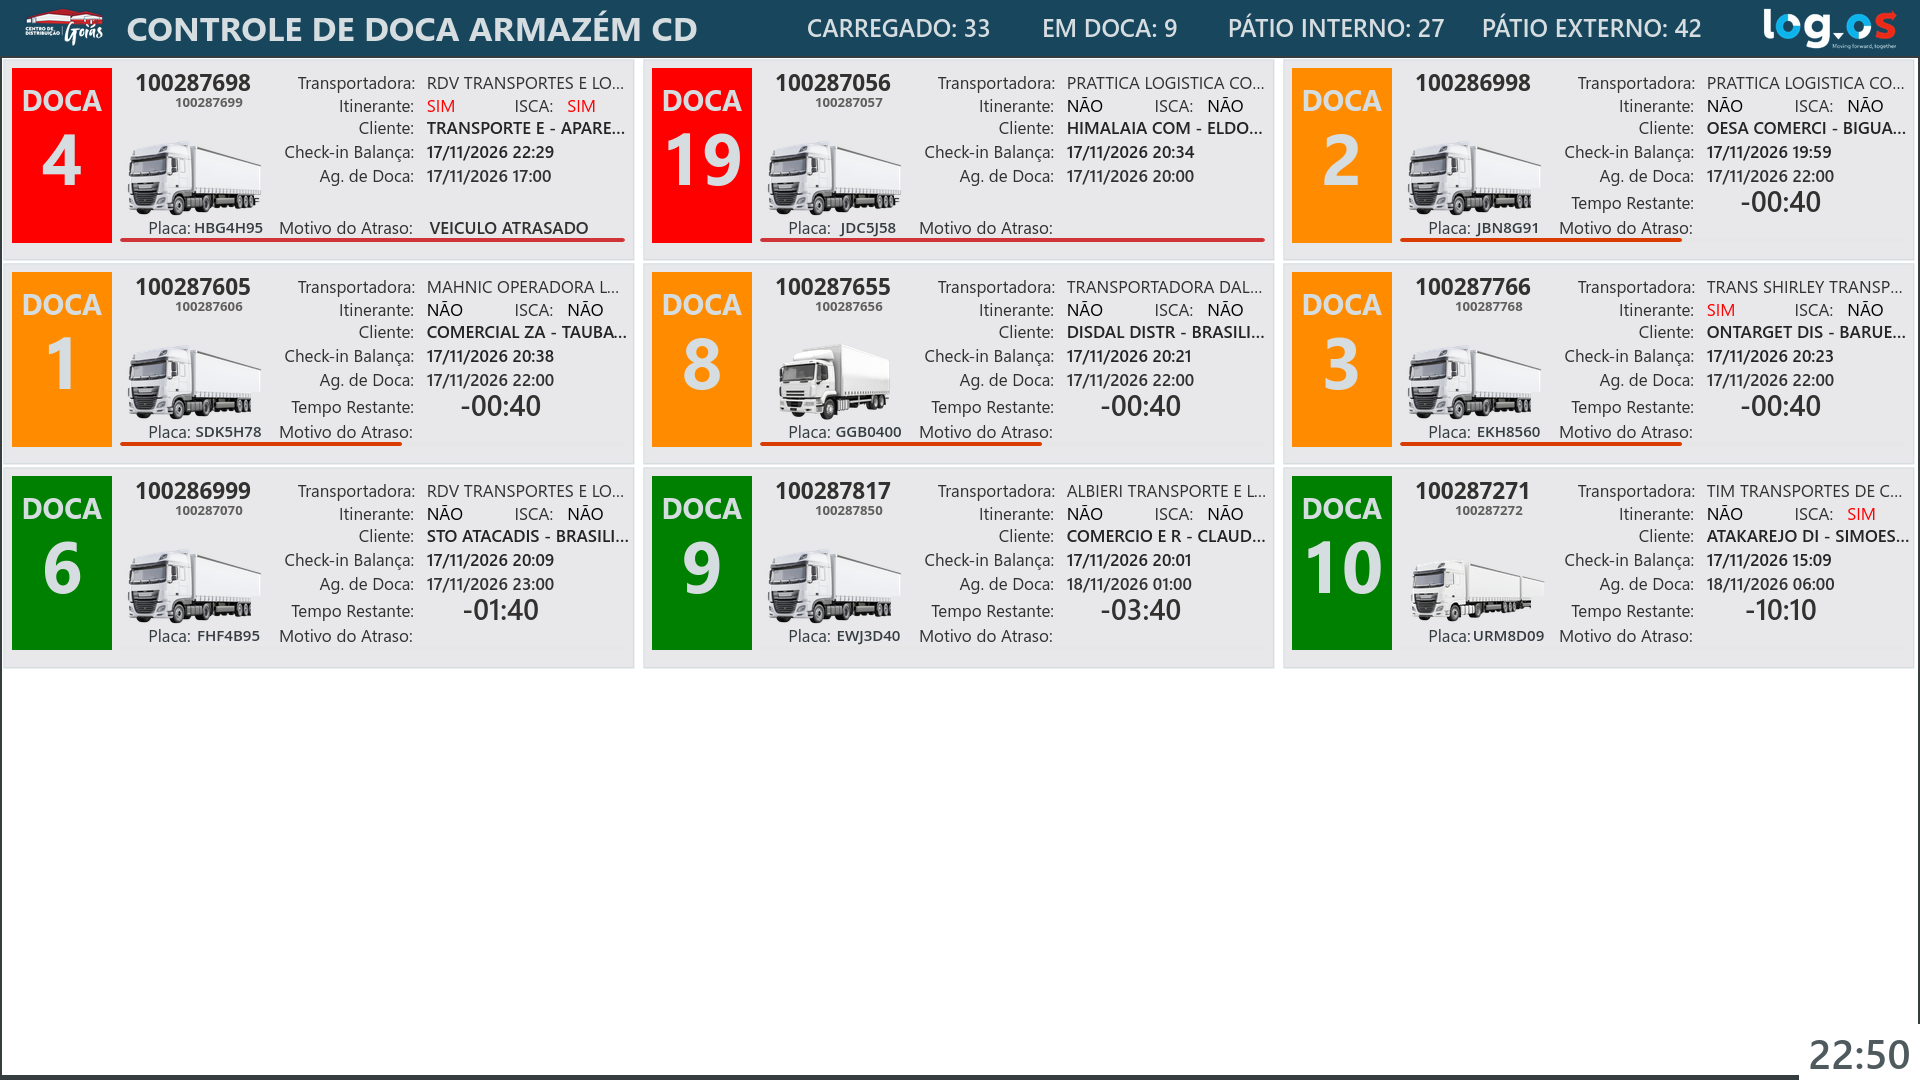 CENTRO DE DISTRIBUIÇÃO Goiás
CONTROLE DE DOCA ARMAZÉM CD
CARREGADO: 33
EM DOCA: 9
PÁTIO INTERNO: 27
PÁTIO EXTERNO: 42
log.os
Moving forward, together
DOCA
4
100287698
100287699
Transportadora: RDV TRANSPORTES E LO...
Itinerante: SIM ISCA: SIM
Cliente: TRANSPORTE E - APARE...
Check-in Balança: 17/11/2026 22:29
Ag. de Doca: 17/11/2026 17:00
Placa: HBG4H95 Motivo do Atraso: VEICULO ATRASADO
DOCA
19
100287056
100287057
Transportadora: PRATTICA LOGISTICA CO...
Itinerante: NÃO ISCA: NÃO
Cliente: HIMALAIA COM - ELDO...
Check-in Balança: 17/11/2026 20:34
Ag. de Doca: 17/11/2026 20:00
Placa: JDC5J58 Motivo do Atraso:
DOCA
2
100286998
Transportadora: PRATTICA LOGISTICA CO...
Itinerante: NÃO ISCA: NÃO
Cliente: OESA COMERCI - BIGUA...
Check-in Balança: 17/11/2026 19:59
Ag. de Doca: 17/11/2026 22:00
Tempo Restante: -00:40
Placa: JBN8G91 Motivo do Atraso:
DOCA
1
100287605
100287606
Transportadora: MAHNIC OPERADORA L...
Itinerante: NÃO ISCA: NÃO
Cliente: COMERCIAL ZA - TAUBA...
Check-in Balança: 17/11/2026 20:38
Ag. de Doca: 17/11/2026 22:00
Tempo Restante: -00:40
Placa: SDK5H78 Motivo do Atraso:
DOCA
8
100287655
100287656
Transportadora: TRANSPORTADORA DAL...
Itinerante: NÃO ISCA: NÃO
Cliente: DISDAL DISTR - BRASILI...
Check-in Balança: 17/11/2026 20:21
Ag. de Doca: 17/11/2026 22:00
Tempo Restante: -00:40
Placa: GGB0400 Motivo do Atraso:
DOCA
3
100287766
100287768
Transportadora: TRANS SHIRLEY TRANSP...
Itinerante: SIM ISCA: NÃO
Cliente: ONTARGET DIS - BARUE...
Check-in Balança: 17/11/2026 20:23
Ag. de Doca: 17/11/2026 22:00
Tempo Restante: -00:40
Placa: EKH8560 Motivo do Atraso:
DOCA
6
100286999
100287070
Transportadora: RDV TRANSPORTES E LO...
Itinerante: NÃO ISCA: NÃO
Cliente: STO ATACADIS - BRASILI...
Check-in Balança: 17/11/2026 20:09
Ag. de Doca: 17/11/2026 23:00
Tempo Restante: -01:40
Placa: FHF4B95 Motivo do Atraso:
DOCA
9
100287817
100287850
Transportadora: ALBIERI TRANSPORTE E L...
Itinerante: NÃO ISCA: NÃO
Cliente: COMERCIO E R - CLAUD...
Check-in Balança: 17/11/2026 20:01
Ag. de Doca: 18/11/2026 01:00
Tempo Restante: -03:40
Placa: EWJ3D40 Motivo do Atraso:
DOCA
10
100287271
100287272
Transportadora: TIM TRANSPORTES DE C...
Itinerante: NÃO ISCA: SIM
Cliente: ATAKAREJO DI - SIMOES...
Check-in Balança: 17/11/2026 15:09
Ag. de Doca: 18/11/2026 06:00
Tempo Restante: -10:10
Placa: URM8D09 Motivo do Atraso:
22:50